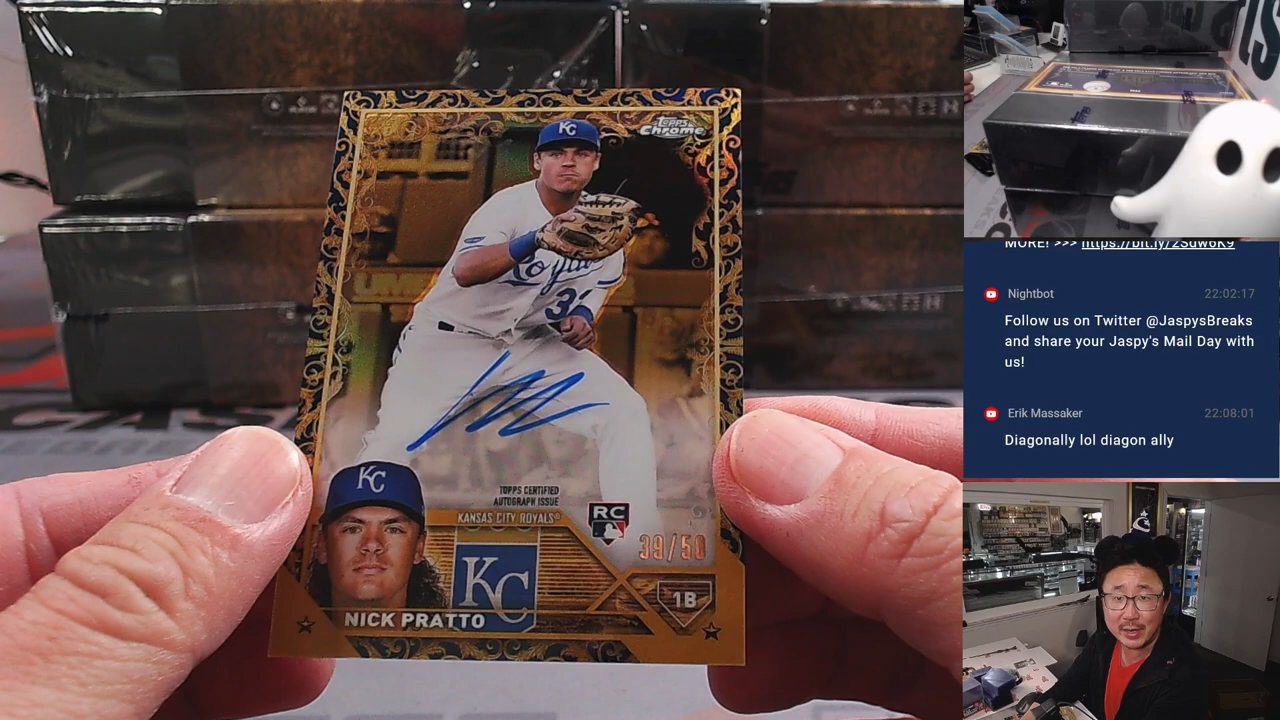 KC
Topps
Chrome
Royals
32
KC
TOPPS CERTIFIED
AUTOGRAPH ISSUE
KANSAS CITY ROYALS®
RC
39/50
KC
1B
NICK PRATTO
MORE! >>> https://bit.ly/2Sdw6K9
Nightbot 22:02:17
Follow us on Twitter @JaspysBreaks
and share your Jaspy's Mail Day with
us!
Erik Massaker 22:08:01
Diagonally lol diagon ally